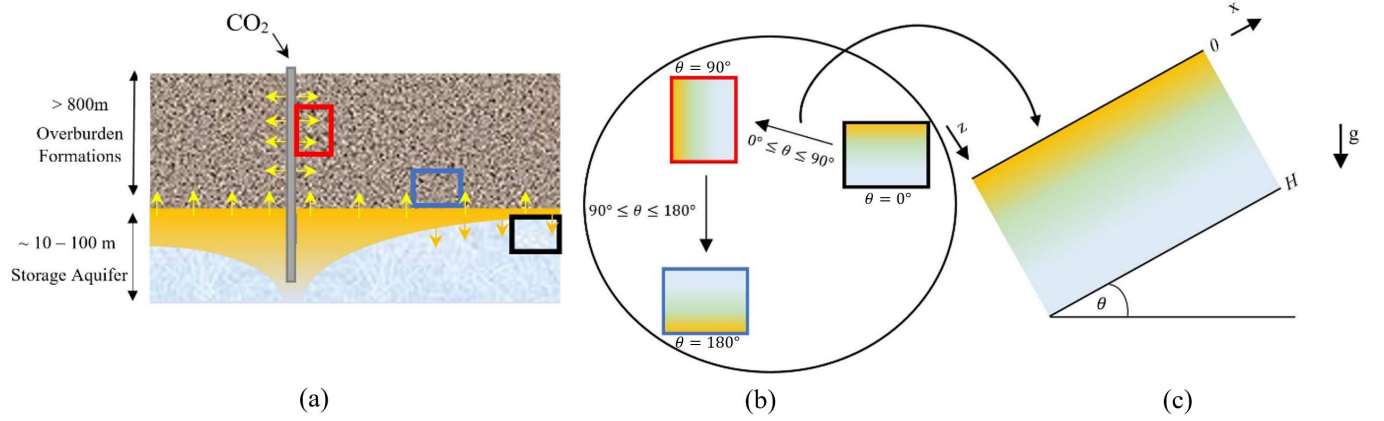 CO₂
> 800m
Overburden
Formations
~ 10 – 100 m
Storage Aquifer
(a)
θ = 90°
0° ≤ θ ≤ 90°
θ = 0°
90° ≤ θ ≤ 180°
θ = 180°
(b)
x
0
z
g
H
θ
(c)